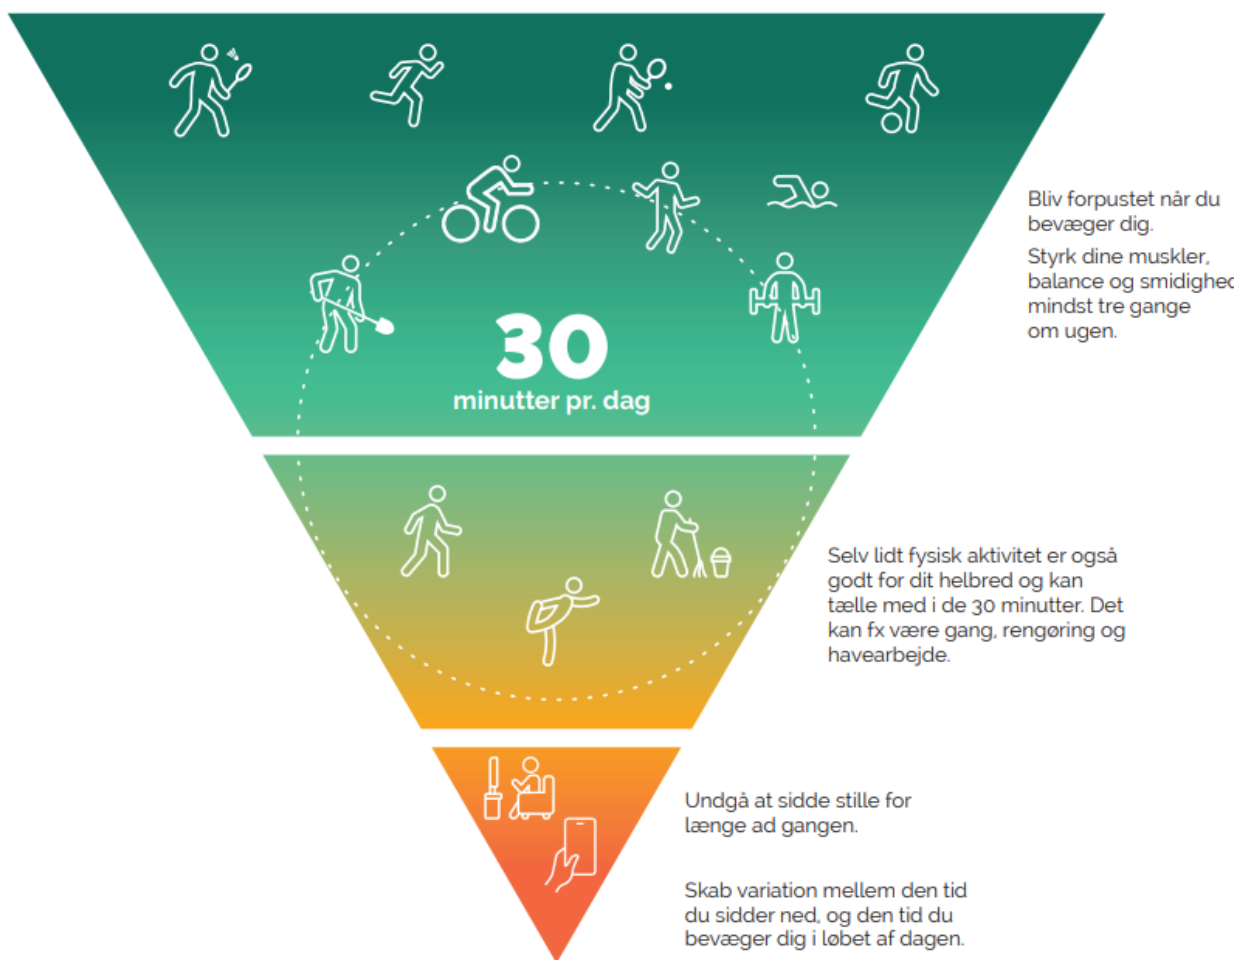 Bliv forpustet når du
bevæger dig.
Styrk dine muskler,
balance og smidighed
mindst tre gange
om ugen.
30
minutter pr. dag
Selv lidt fysisk aktivitet er også
godt for dit helbred og kan
tælle med i de 30 minutter. Det
kan fx være gang, rengøring og
havearbejde.
Undgå at sidde stille for
længe ad gangen.
Skab variation mellem den tid
du sidder ned, og den tid du
bevæger dig i løbet af dagen.